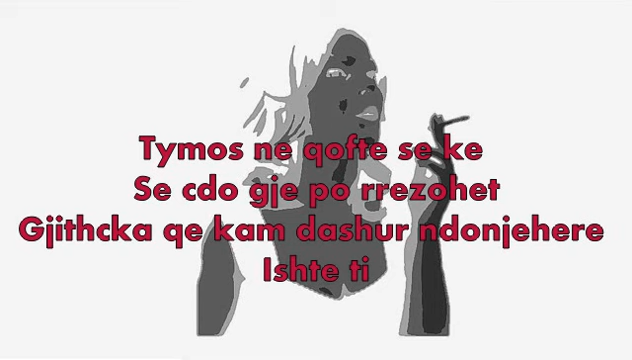 Tymos ne qofte se ke
Se cdo gje po rrezohet
Gjithcka qe kam dashur ndonjehere
Ishte ti